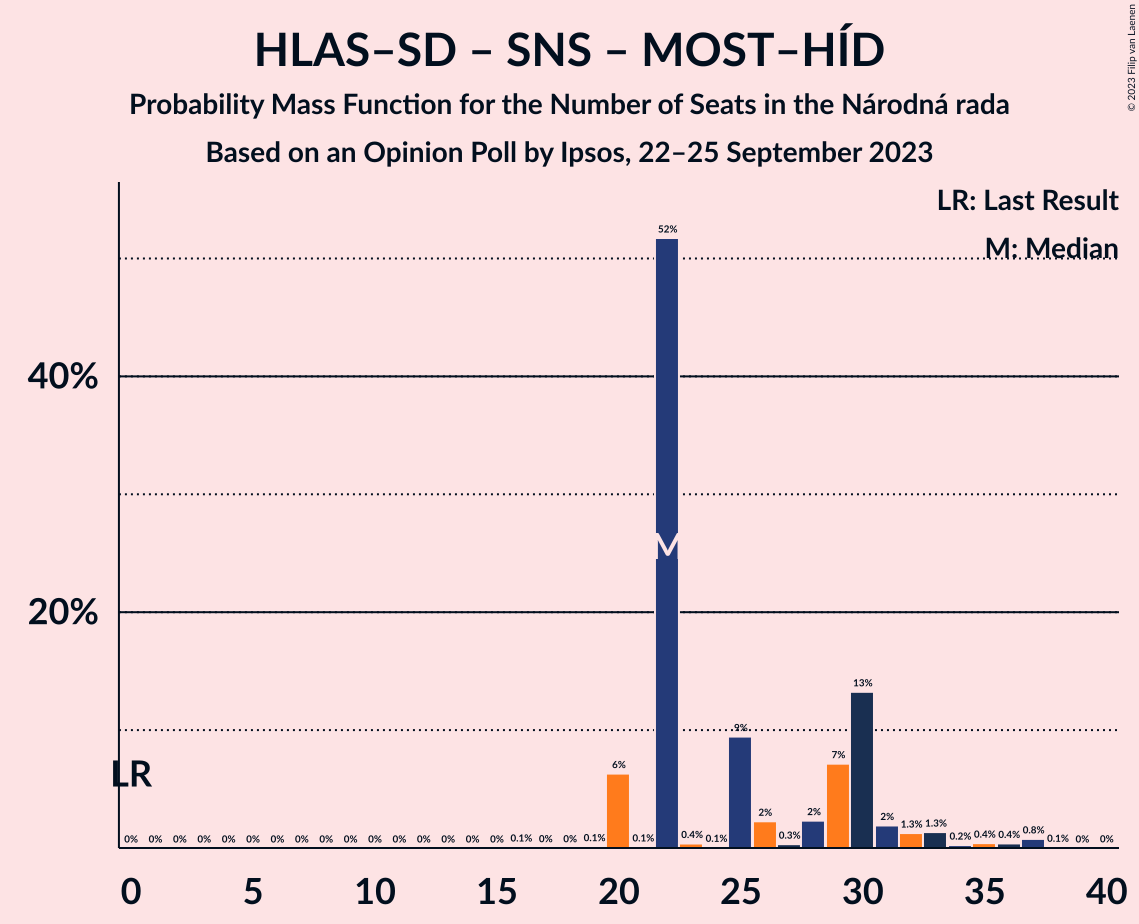 HLAS–SD – SNS – MOST–HÍD
Probability Mass Function for the Number of Seats in the Národná rada
Based on an Opinion Poll by Ipsos, 22–25 September 2023
© 2023 Filip van Laenen
LR: Last Result
M: Median
52%
40%
M
20%
13%
9%
7%
LR
6%
0% 0% 0% 0% 0% 0% 0% 0% 0% 0% 0% 0% 0% 0% 0% 0% 0.1% 0% 0% 0.1% 0.1% 0.4% 0.1% 2% 0.3% 2% 2% 1.3% 1.3% 0.2% 0.4% 0.4% 0.8% 0.1% 0% 0%
0 5 10 15 20 25 30 35 40